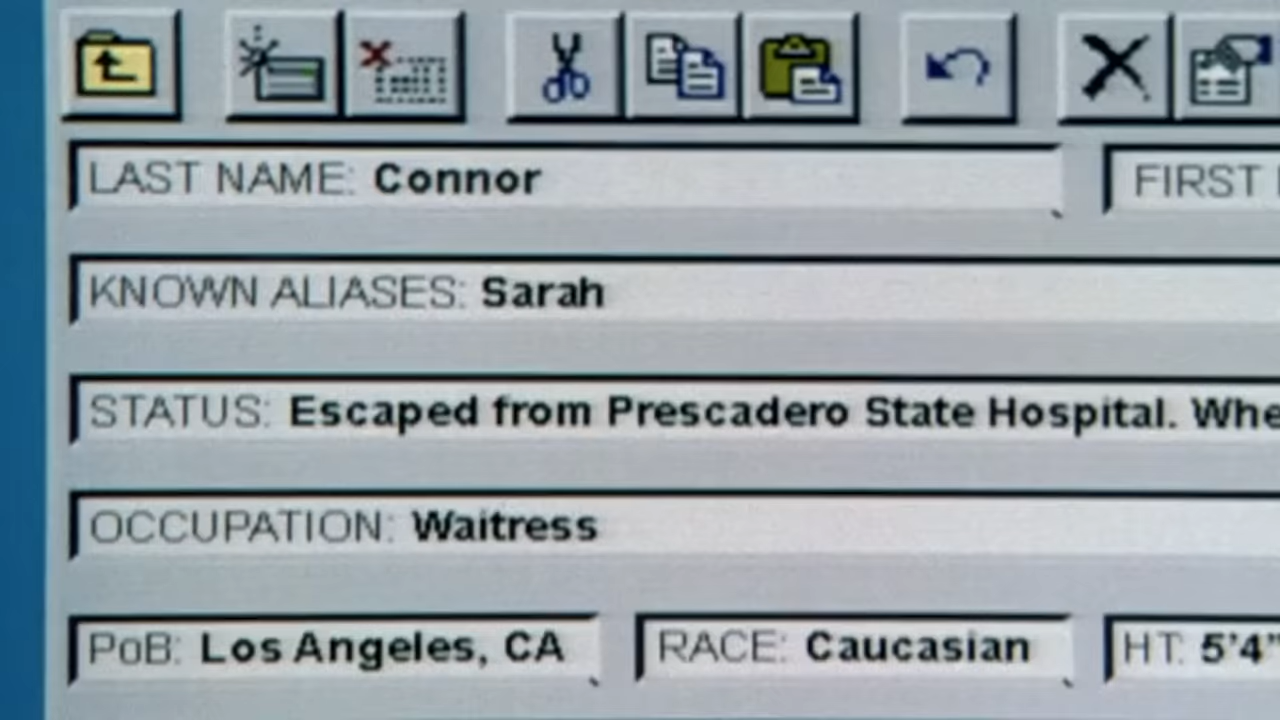 LAST NAME: Connor FIRST
KNOWN ALIASES: Sarah
STATUS: Escaped from Prescadero State Hospital. Whe
OCCUPATION: Waitress
PoB: Los Angeles, CA RACE: Caucasian HT: 5'4"